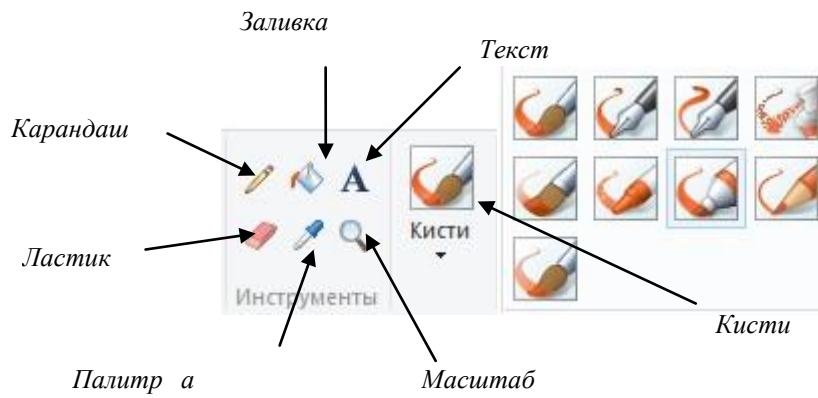 Заливка
Текст
Карандаш
A
Кисти
Ластик
Инструменты
Кисти
Палитр а
Масштаб